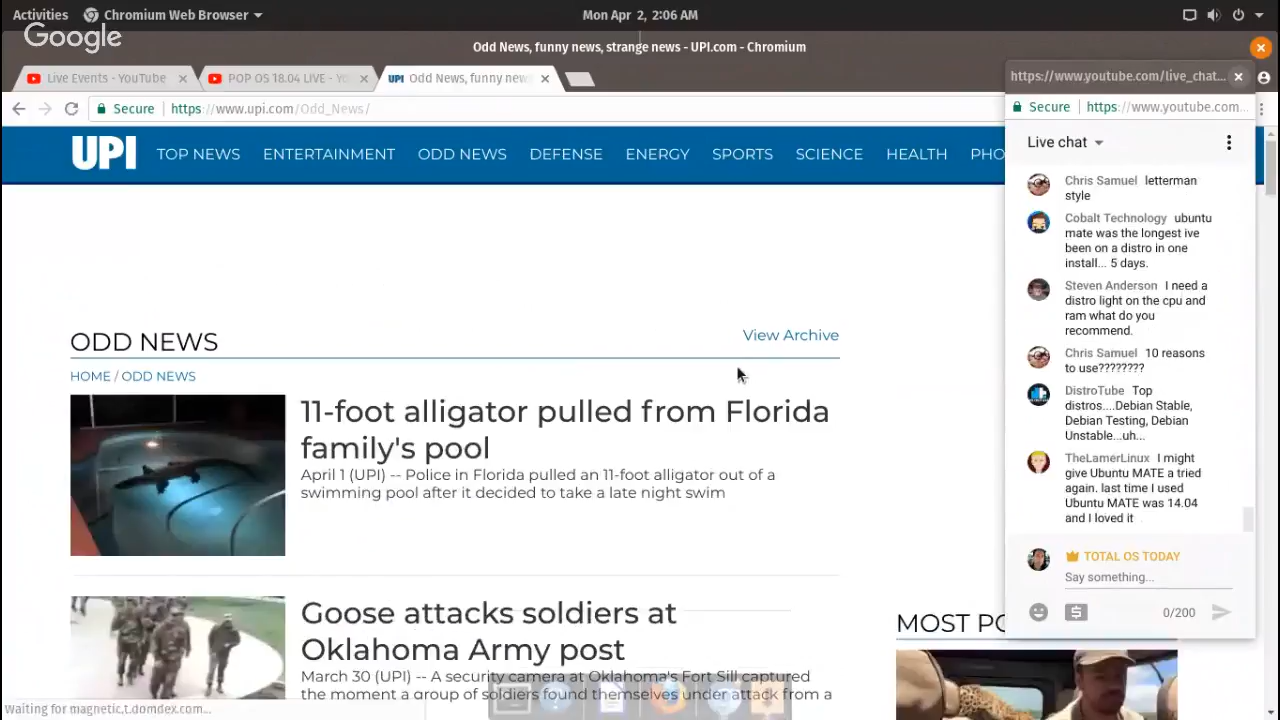 Activities
Chromium Web Browser
Mon Apr 2, 2:06 AM
Google
Odd News, funny news, strange news - UPI.com - Chromium
Live Events - YouTube
POP OS 18.04 LIVE - YouT
UPI Odd News, funny new
Secure https://www.upi.com/Odd_News/
UPI
TOP NEWS ENTERTAINMENT ODD NEWS DEFENSE ENERGY SPORTS SCIENCE HEALTH PHO
ODD NEWS
View Archive
HOME / ODD NEWS
11-foot alligator pulled from Florida
family's pool
April 1 (UPI) -- Police in Florida pulled an 11-foot alligator out of a
swimming pool after it decided to take a late night swim
Goose attacks soldiers at
Oklahoma Army post
March 30 (UPI) -- A security camera at Oklahoma's Fort Sill captured
the moment a group of soldiers found themselves under attack from a
MOST PO
Waiting for magnetic.t.domdex.com...
https://www.youtube.com/live_chat...
Secure https://www.youtube.com...
Live chat
Chris Samuel letterman
style
Cobalt Technology ubuntu
mate was the longest ive
been on a distro in one
install... 5 days.
Steven Anderson I need a
distro light on the cpu and
ram what do you
recommend.
Chris Samuel 10 reasons
to use????????
DistroTube Top
distros....Debian Stable,
Debian Testing, Debian
Unstable...uh...
TheLamerLinux I might
give Ubuntu MATE a tried
again. last time I used
Ubuntu MATE was 14.04
and I loved it
TOTAL OS TODAY
Say something...
0/200